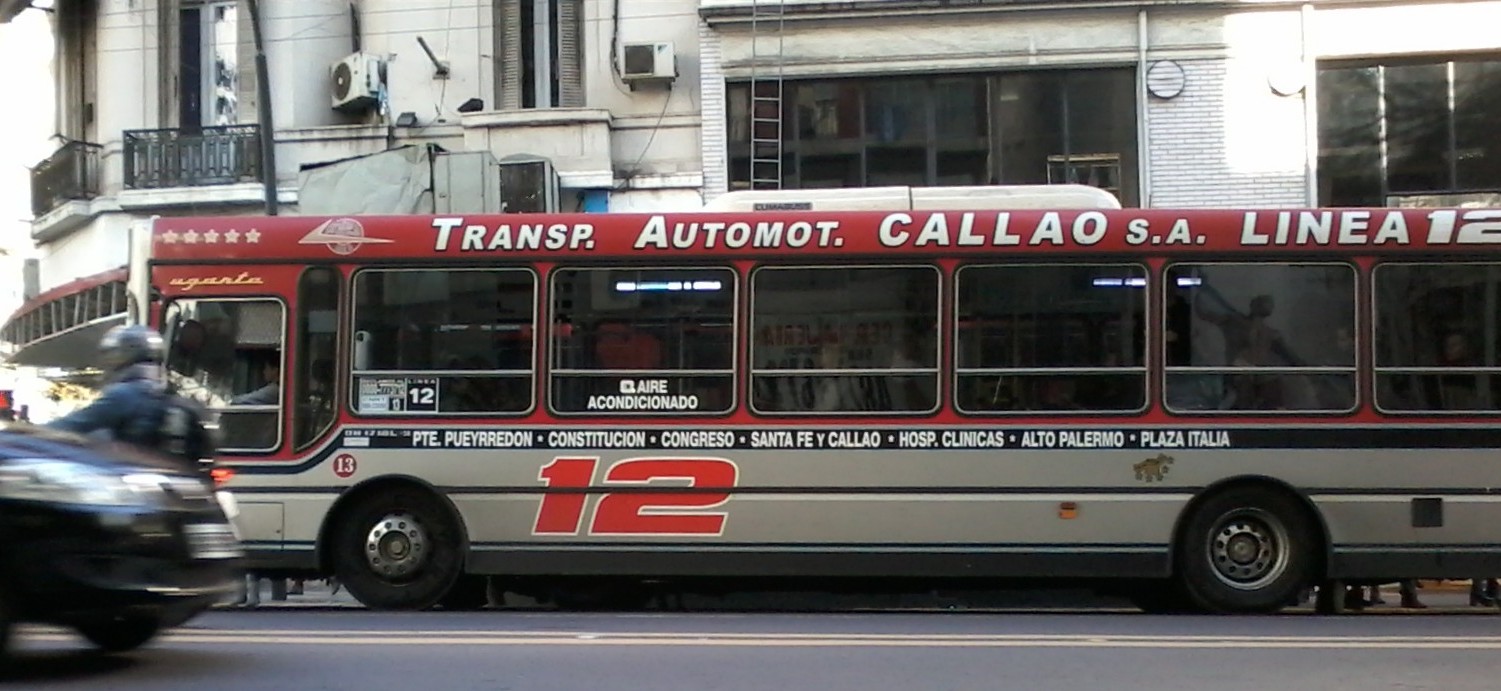 TRANSP. AUTOMOT. CALLAO S.A. LINEA 12
ugarte
LINEA
12
AIRE
ACONDICIONADO
PTE. PUEYRREDON * CONSTITUCION * CONGRESO * SANTA FE Y CALLAO * HOSP. CLINICAS * ALTO PALERMO * PLAZA ITALIA
13
12